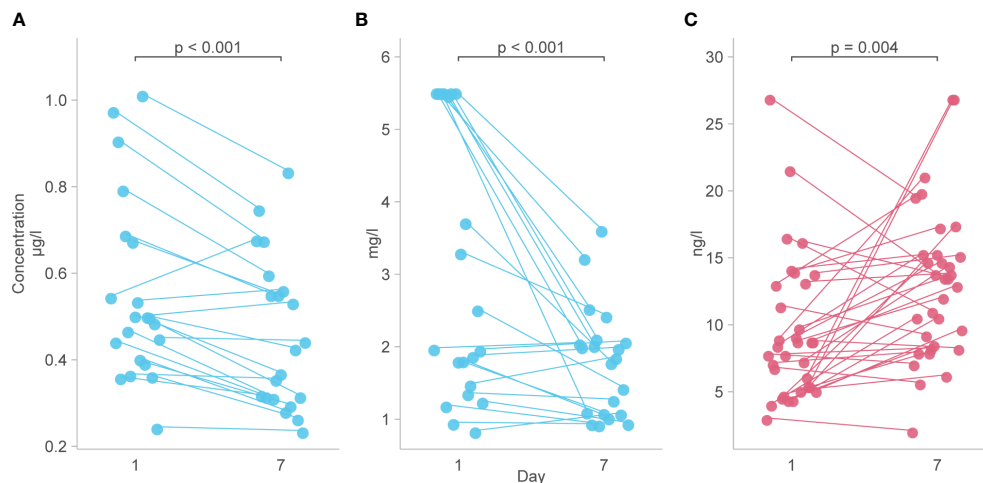 A
B
C
p < 0.001
p < 0.001
p = 0.004
Concentration
µg/l
1.0
0.8
0.6
0.4
0.2
1
7
mg/l
6
5
4
3
2
1
1
7
Day
ng/l
30
25
20
15
10
5
1
7